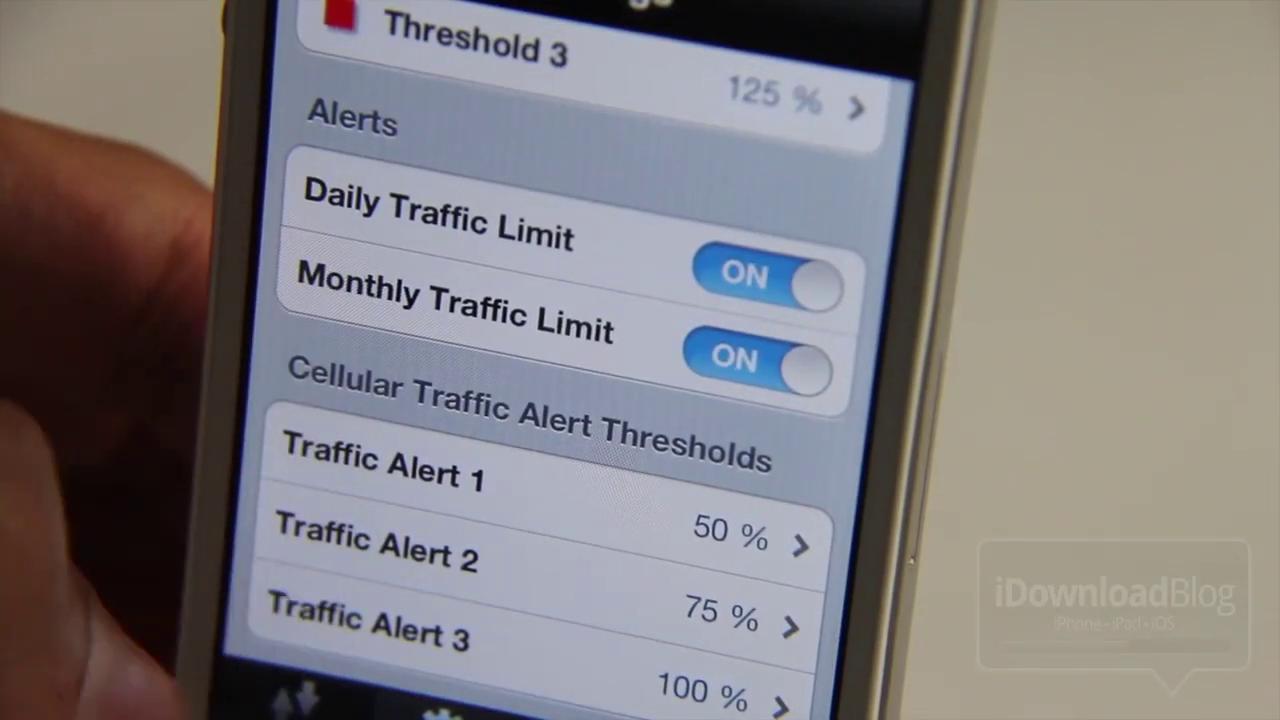 Threshold 3
125 %
Alerts
Daily Traffic Limit
ON
Monthly Traffic Limit
ON
Cellular Traffic Alert Thresholds
Traffic Alert 1
50 %
Traffic Alert 2
75 %
Traffic Alert 3
100 %
iDownloadBlog
iPhone • iPad • iOS